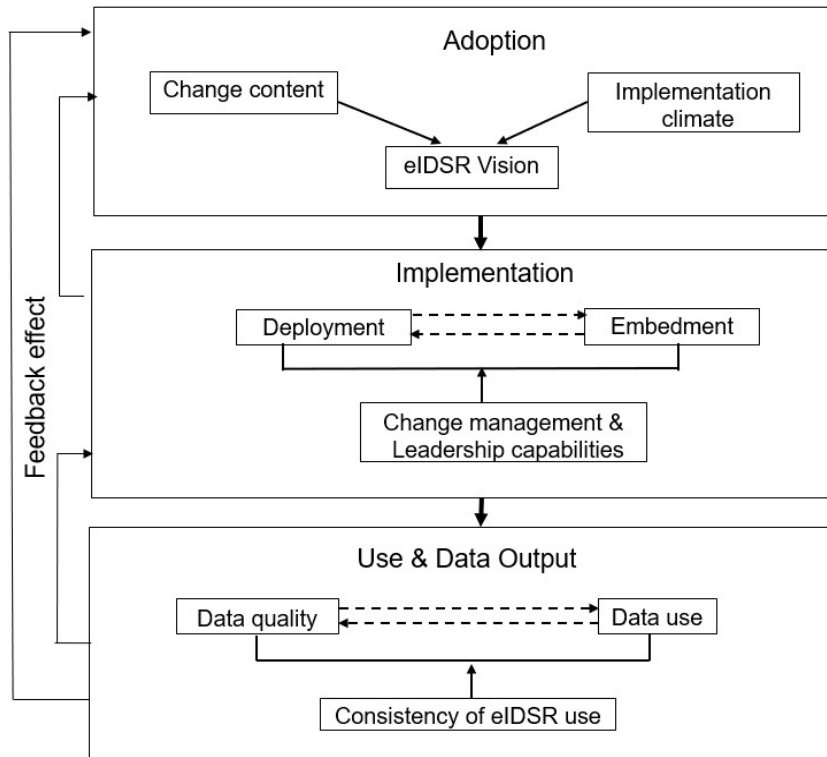 Adoption
Change content
Implementation
climate
eIDSR Vision
Implementation
Deployment
Embedment
Change management &
Leadership capabilities
Feedback effect
Use & Data Output
Data quality
Data use
Consistency of eIDSR use